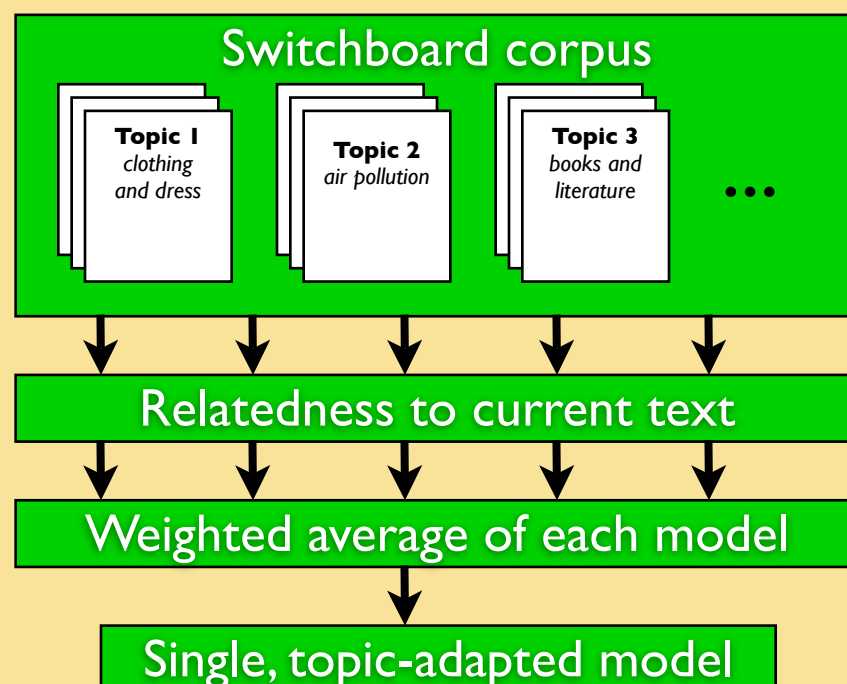 Switchboard corpus
Topic 1
clothing
and dress
Topic 2
air pollution
Topic 3
books and
literature
...
Relatedness to current text
Weighted average of each model
Single, topic-adapted model